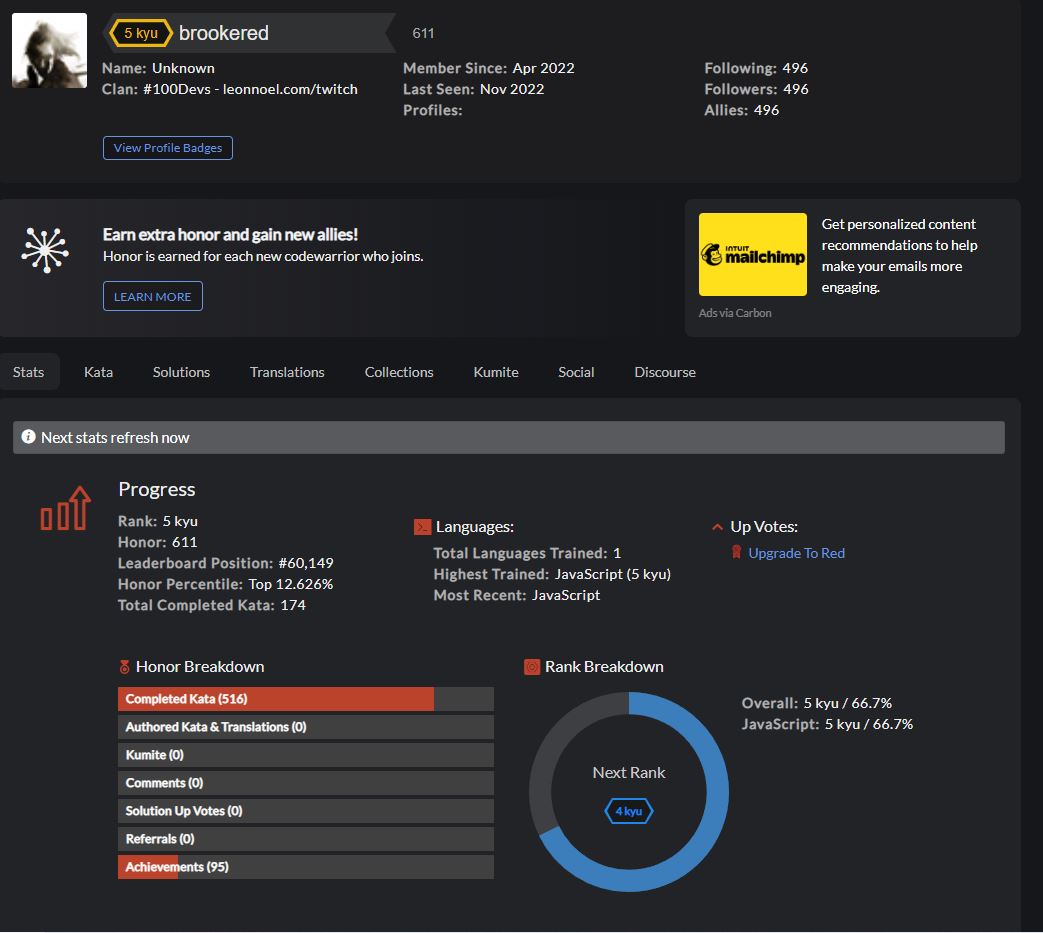 5 kyu brookered 611
Name: Unknown
Clan: #100Devs - leonnoel.com/twitch
Member Since: Apr 2022
Last Seen: Nov 2022
Profiles:
Following: 496
Followers: 496
Allies: 496
View Profile Badges
Earn extra honor and gain new allies!
Honor is earned for each new codewarrior who joins.
LEARN MORE
INTUIT
mailchimp
Get personalized content
recommendations to help
make your emails more
engaging.
Ads via Carbon
Stats Kata Solutions Translations Collections Kumite Social Discourse
Next stats refresh now
Progress
Rank: 5 kyu
Honor: 611
Leaderboard Position: #60,149
Honor Percentile: Top 12.626%
Total Completed Kata: 174
Languages:
Total Languages Trained: 1
Highest Trained: JavaScript (5 kyu)
Most Recent: JavaScript
Up Votes:
Upgrade To Red
Honor Breakdown
Completed Kata (516)
Authored Kata & Translations (0)
Kumite (0)
Comments (0)
Solution Up Votes (0)
Referrals (0)
Achievements (95)
Rank Breakdown
Next Rank
4 kyu
Overall: 5 kyu / 66.7%
JavaScript: 5 kyu / 66.7%